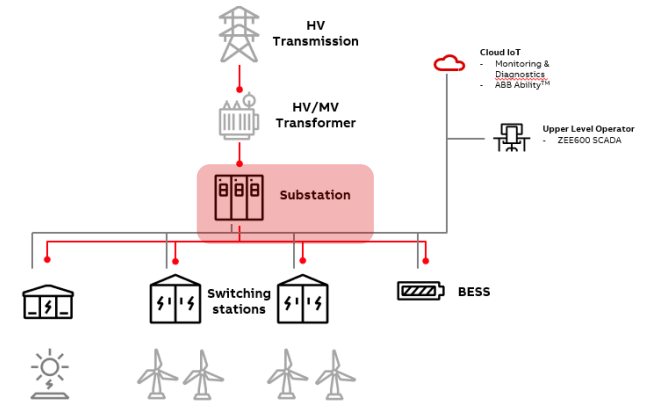 HV
Transmission
Cloud IoT
- Monitoring &
Diagnostics
- ABB Ability™
HV/MV
Transformer
Upper Level Operator
- ZEE600 SCADA
Substation
Switching
stations
BESS